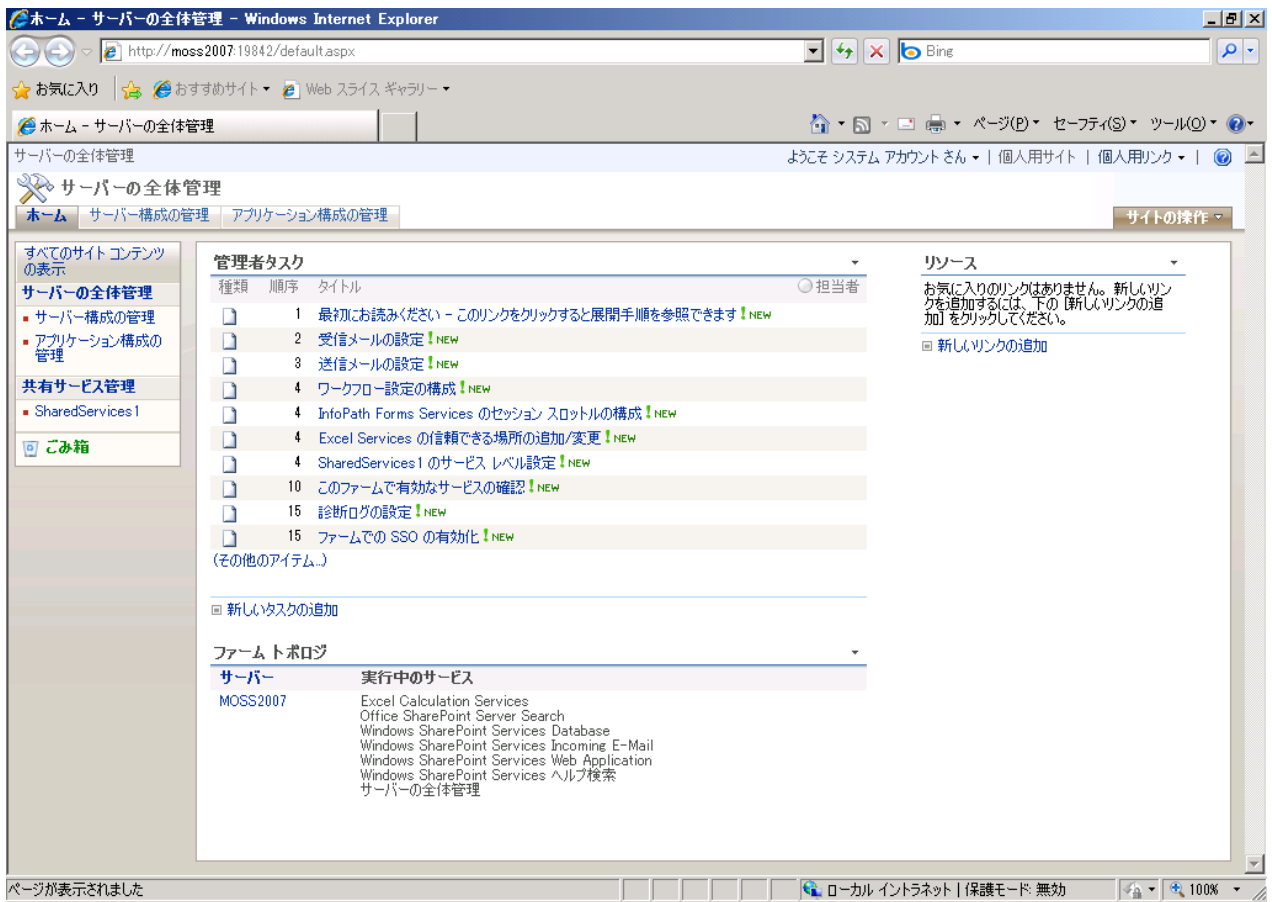 ホーム - サーバーの全体管理 - Windows Internet Explorer
http://moss2007:19842/default.aspx
Bing
お気に入り おすすめサイト Web スライス ギャラリー
ホーム - サーバーの全体管理 ページ(P) セーフティ(S) ツール(O)
サーバーの全体管理 ようこそ システム アカウント さん | 個人用サイト | 個人用リンク |
サーバーの全体管理
ホーム サーバー構成の管理 アプリケーション構成の管理 サイトの操作
すべてのサイト コンテンツ
の表示
サーバーの全体管理
サーバー構成の管理
アプリケーション構成の
管理
共有サービス管理
SharedServices1
ごみ箱
管理者タスク
種類 順序 タイトル 担当者
1 最初にお読みください - このリンクをクリックすると展開手順を参照できます ! NEW
2 受信メールの設定 ! NEW
3 送信メールの設定 ! NEW
4 ワークフロー設定の構成 ! NEW
4 InfoPath Forms Services のセッション スロットルの構成 ! NEW
4 Excel Services の信頼できる場所の追加/変更 ! NEW
4 SharedServices1 のサービス レベル設定 ! NEW
10 このファームで有効なサービスの確認 ! NEW
15 診断ログの設定 ! NEW
15 ファームでの SSO の有効化 ! NEW
(その他のアイテム...)
新しいタスクの追加
ファーム トポロジ
サーバー 実行中のサービス
MOSS2007 Excel Calculation Services
Office SharePoint Server Search
Windows SharePoint Services Database
Windows SharePoint Services Incoming E-Mail
Windows SharePoint Services Web Application
Windows SharePoint Services ヘルプ検索
サーバーの全体管理
リソース
お気に入りのリンクはありません。新しいリン
クを追加するには、下の [新しいリンクの追
加] をクリックしてください。
新しいリンクの追加
ページが表示されました ローカル イントラネット | 保護モード: 無効 100%